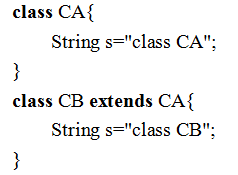 class CA{
String s="class CA";
}
class CB extends CA{
String s="class CB";
}